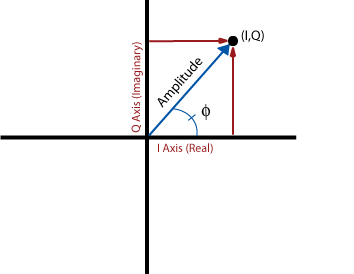 (I,Q)
Q Axis (Imaginary)
Amplitude
ϕ
I Axis (Real)